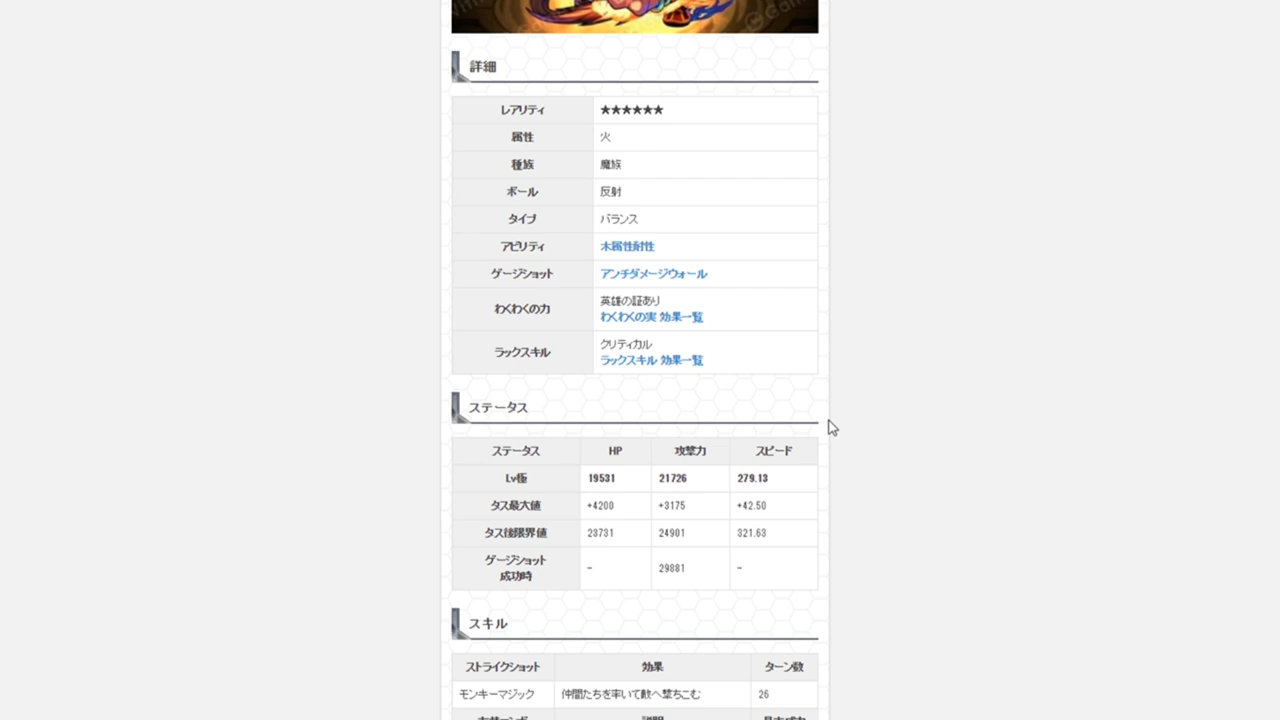 詳細
レアリティ ★★★★★★
属性 火
種族 魔族
ボール 反射
タイプ バランス
アビリティ 木属性耐性
ゲージショット アンチダメージウォール
わくわくの力 英雄の証あり
わくわくの実 効果一覧
ラックスキル クリティカル
ラックスキル 効果一覧
ステータス
ステータス HP 攻撃力 スピード
Lv極 19531 21726 279.13
タス最大値 +4200 +3175 +42.50
タス後限界値 23731 24901 321.63
ゲージショット
成功時 - 29881 -
スキル
ストライクショット 効果 ターン数
モンキーマジック 仲間たちを率いて敵へ撃ちこむ 26